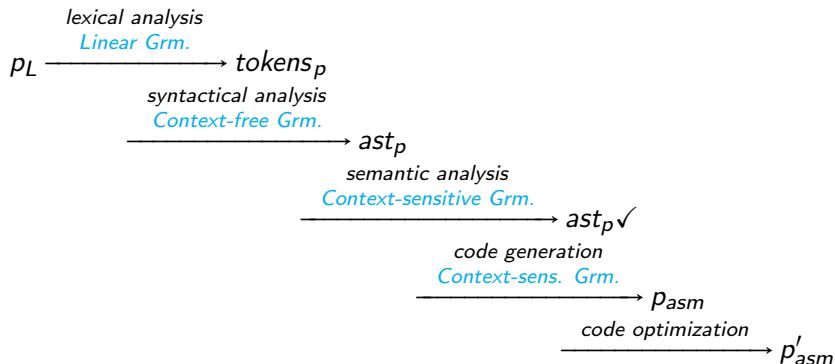 lexical analysis
Linear Grm.
p_L → tokens_p
syntactical analysis
Context-free Grm.
→ ast_p
semantic analysis
Context-sensitive Grm.
→ ast_p ✓
code generation
Context-sens. Grm.
→ p_asm
code optimization
→ p'_asm